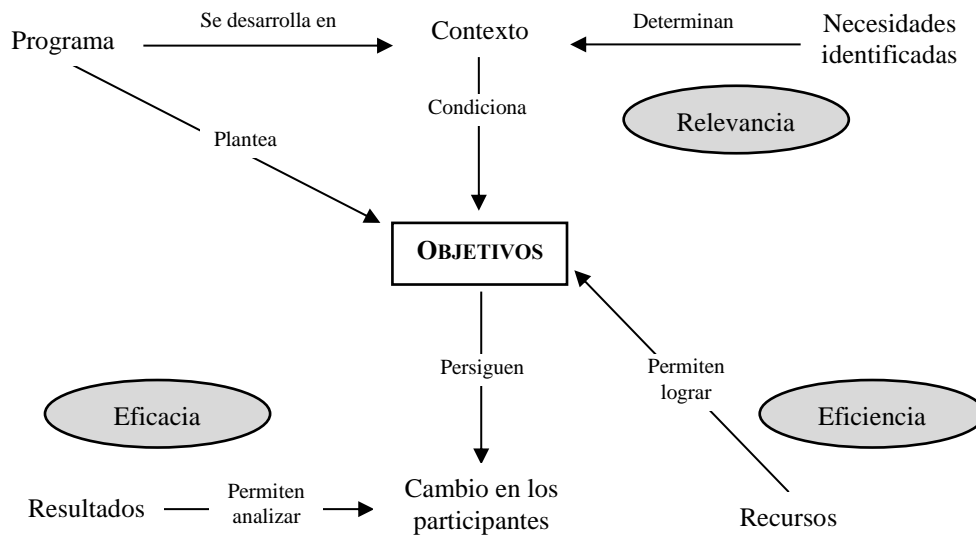 Se desarrolla en
Determinan
Programa
Contexto
Necesidades
identificadas
Condiciona
Relevancia
Plantea
OBJETIVOS
Persiguen
Permiten
lograr
Eficacia
Eficiencia
Resultados
Permiten
analizar
Cambio en los
participantes
Recursos